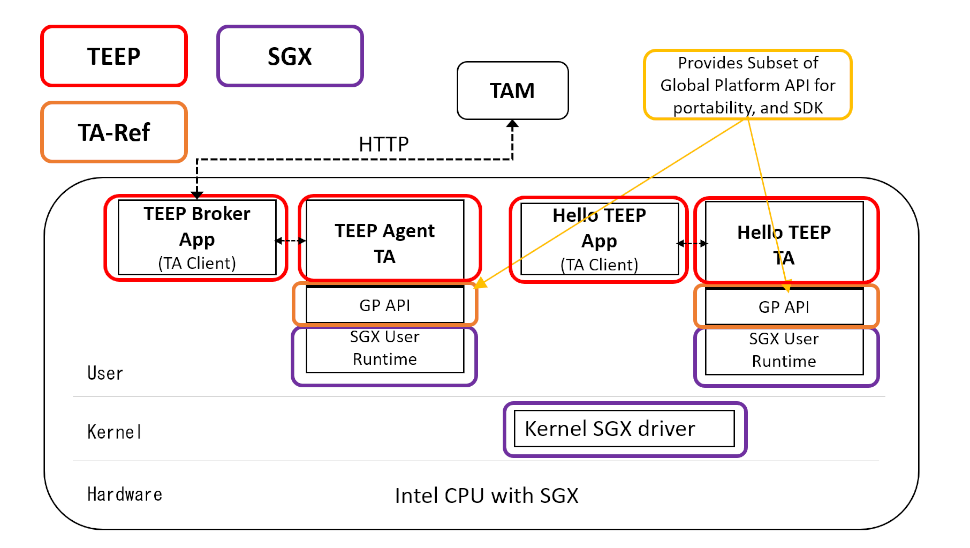 TEEP
SGX
TA-Ref
TAM
Provides Subset of
Global Platform API for
portability, and SDK
HTTP
TEEP Broker
App
(TA Client)
TEEP Agent
TA
Hello TEEP
App
(TA Client)
Hello TEEP
TA
GP API
GP API
SGX User
Runtime
SGX User
Runtime
User
Kernel
Kernel SGX driver
Hardware
Intel CPU with SGX